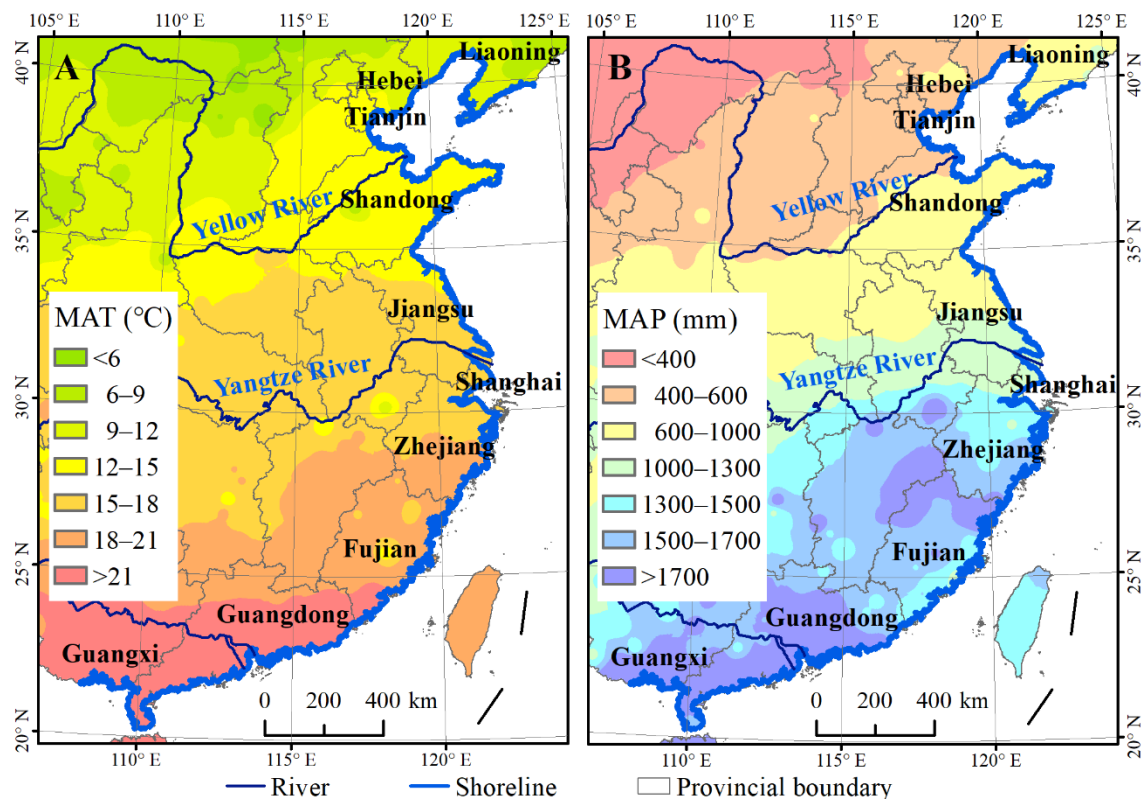 105° E 110° E 115° E 120° E
105° E 110° E 115° E 120° E
A
Liaoning
Hebei
Tianjin
Shandong
Yellow River
Jiangsu
Yangtze River
Shanghai
Zhejiang
Fujian
Guangdong
Guangxi
MAT (℃)
<6
6–9
9–12
12–15
15–18
18–21
>21
0 200 400 km
40° N
35° N
30° N
25° N
20° N
B
Liaoning
Hebei
Tianjin
Shandong
Yellow River
Jiangsu
Yangtze River
Shanghai
Zhejiang
Fujian
Guangdong
Guangxi
MAP (mm)
<400
400–600
600–1000
1000–1300
1300–1500
1500–1700
>1700
0 200 400 km
40° N
35° N
30° N
25° N
20° N
110° E 115° E 120° E
110° E 115° E 120° E
River Shoreline Provincial boundary